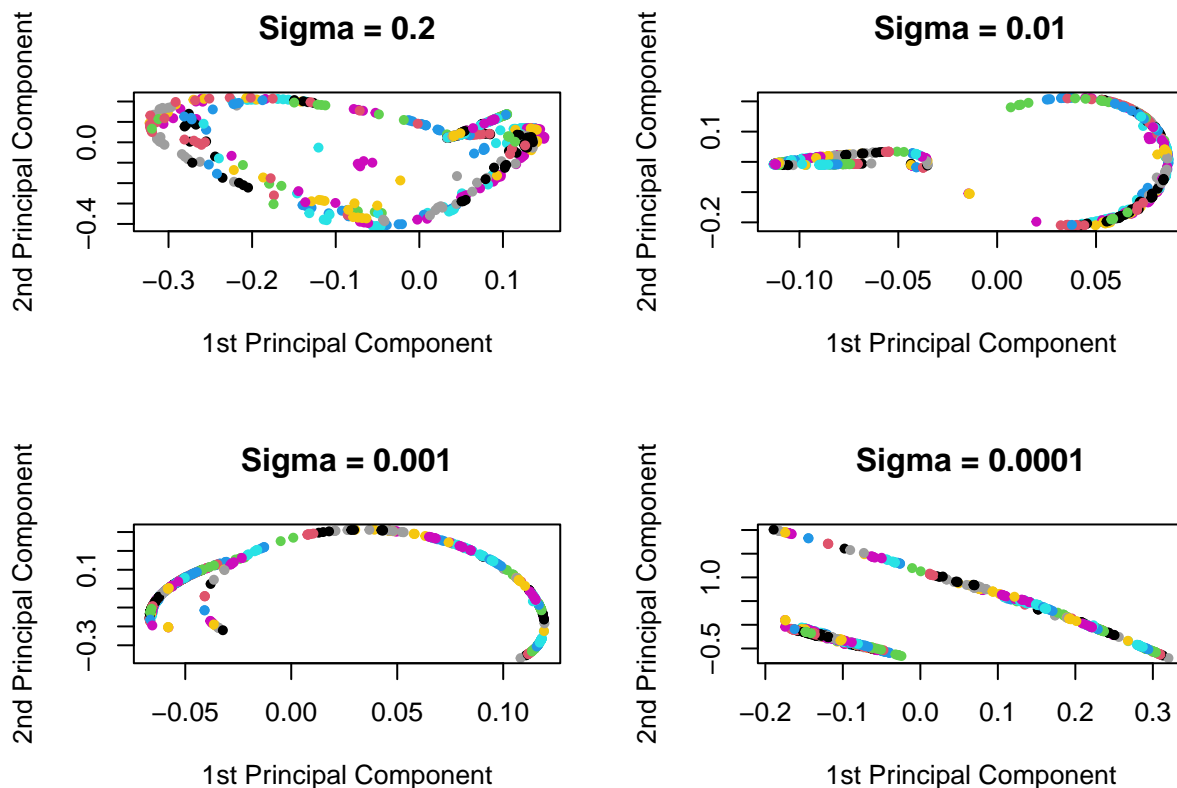 Sigma = 0.2
2nd Principal Component
0.0
−0.4
−0.3 −0.2 −0.1 0.0 0.1
1st Principal Component
Sigma = 0.01
2nd Principal Component
0.1
−0.2
−0.10 −0.05 0.00 0.05
1st Principal Component
Sigma = 0.001
2nd Principal Component
0.1
−0.3
−0.05 0.00 0.05 0.10
1st Principal Component
Sigma = 0.0001
2nd Principal Component
1.0
−0.5
−0.2 −0.1 0.0 0.1 0.2 0.3
1st Principal Component